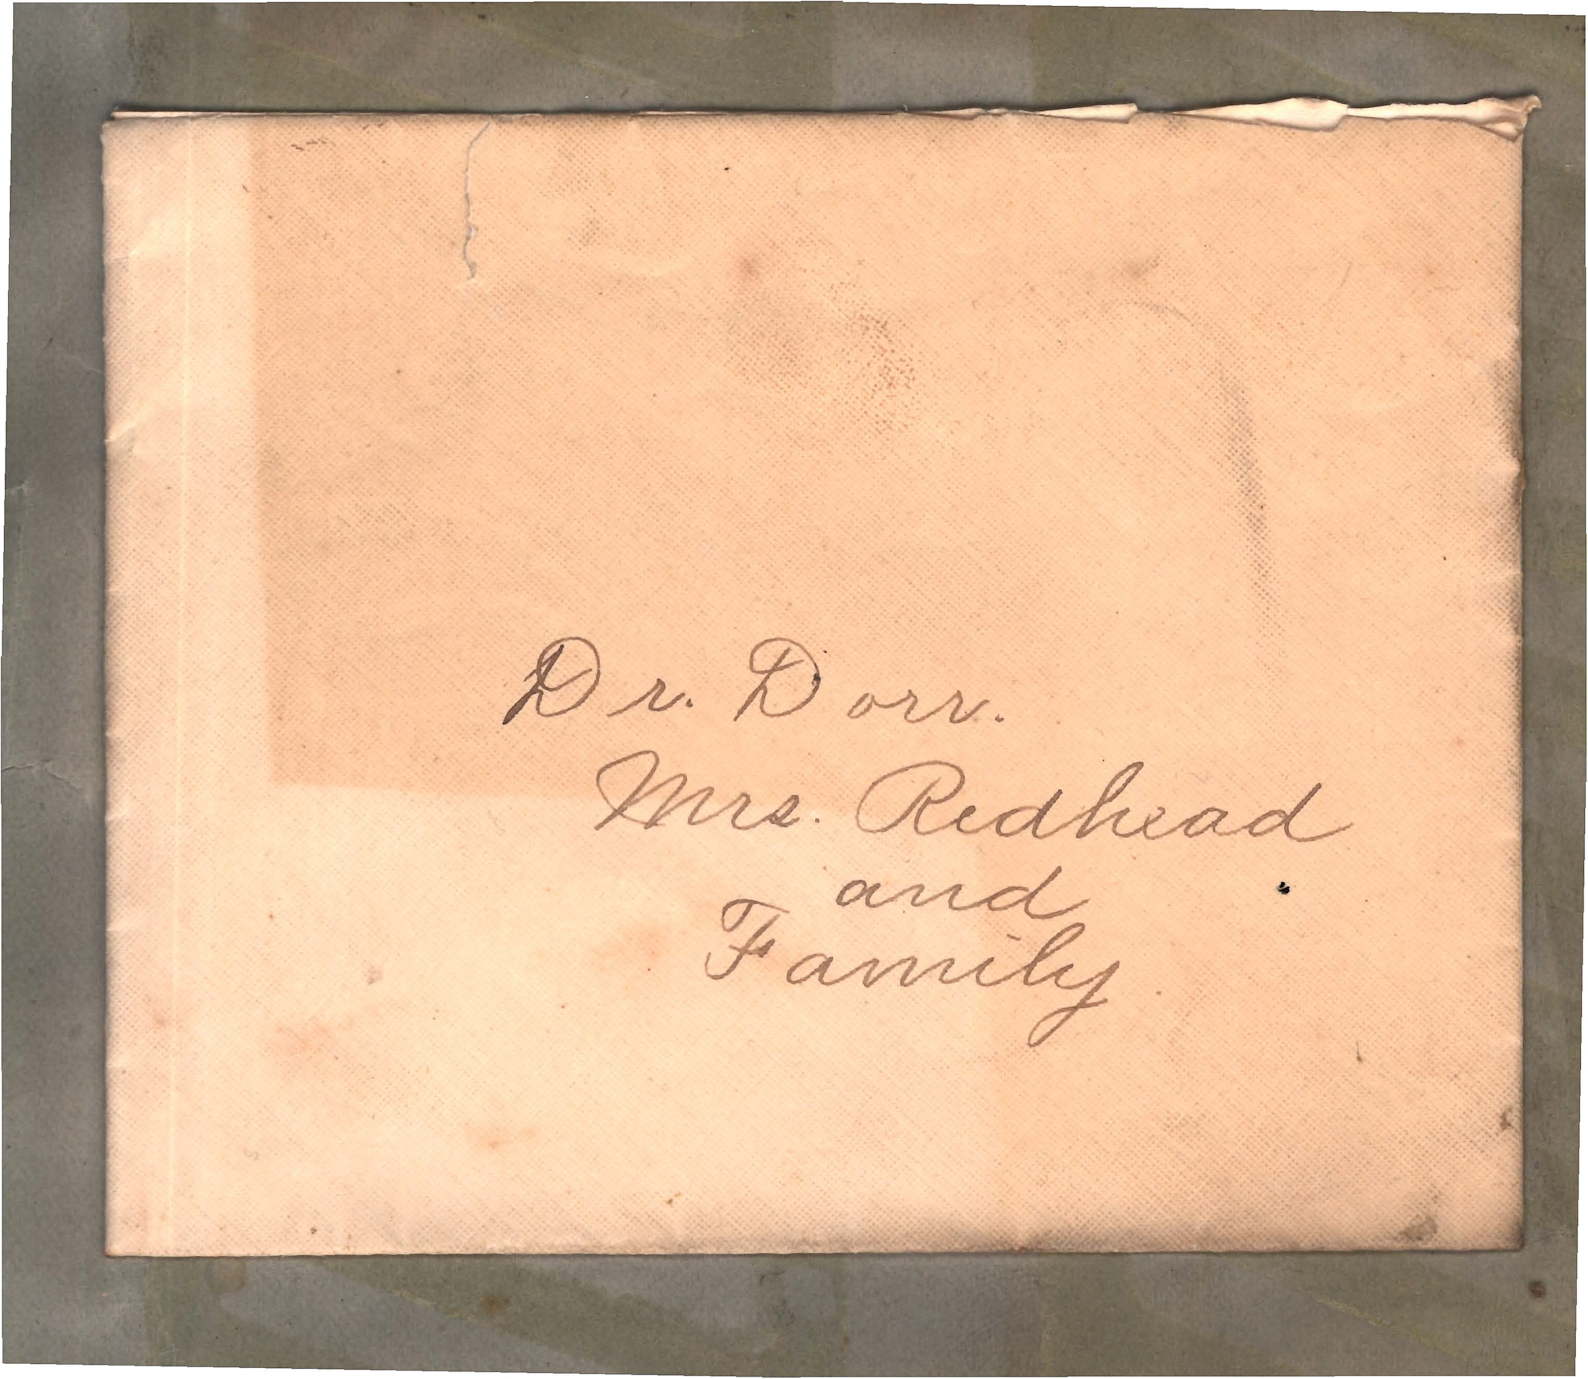 Dr. Dorr.
Mrs. Redhead
and
Family